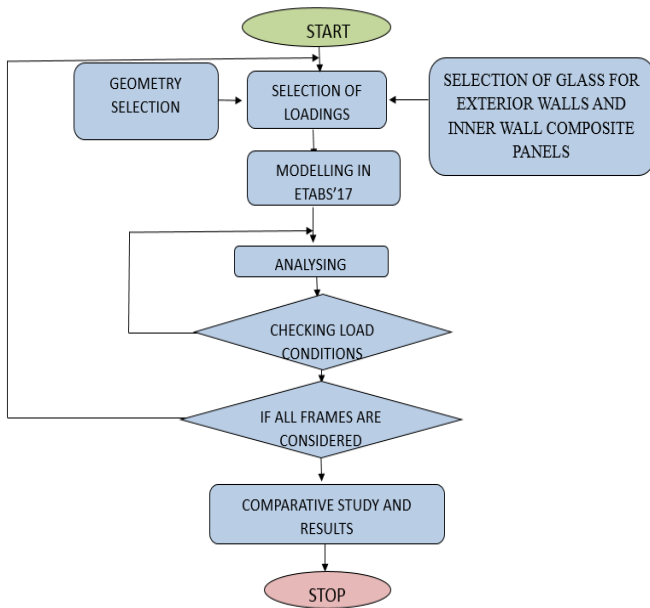 START
GEOMETRY
SELECTION
SELECTION OF
LOADINGS
SELECTION OF GLASS FOR
EXTERIOR WALLS AND
INNER WALL COMPOSITE
PANELS
MODELLING IN
ETABS'17
ANALYSING
CHECKING LOAD
CONDITIONS
IF ALL FRAMES ARE
CONSIDERED
COMPARATIVE STUDY AND
RESULTS
STOP